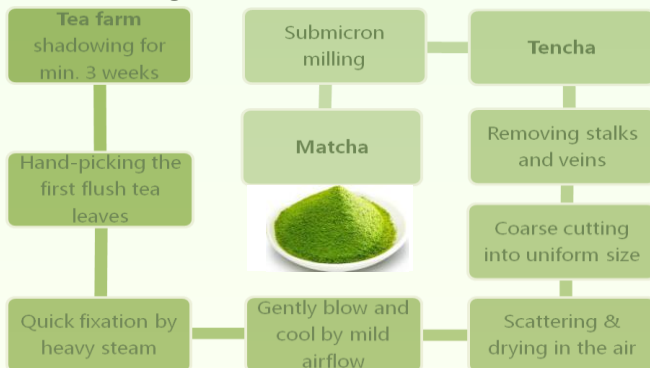 Tea farm
shadowing for
min. 3 weeks
Hand-picking the
first flush tea
leaves
Quick fixation by
heavy steam
Gently blow and
cool by mild
airflow
Scattering &
drying in the air
Coarse cutting
into uniform size
Removing stalks
and veins
Tencha
Submicron
milling
Matcha